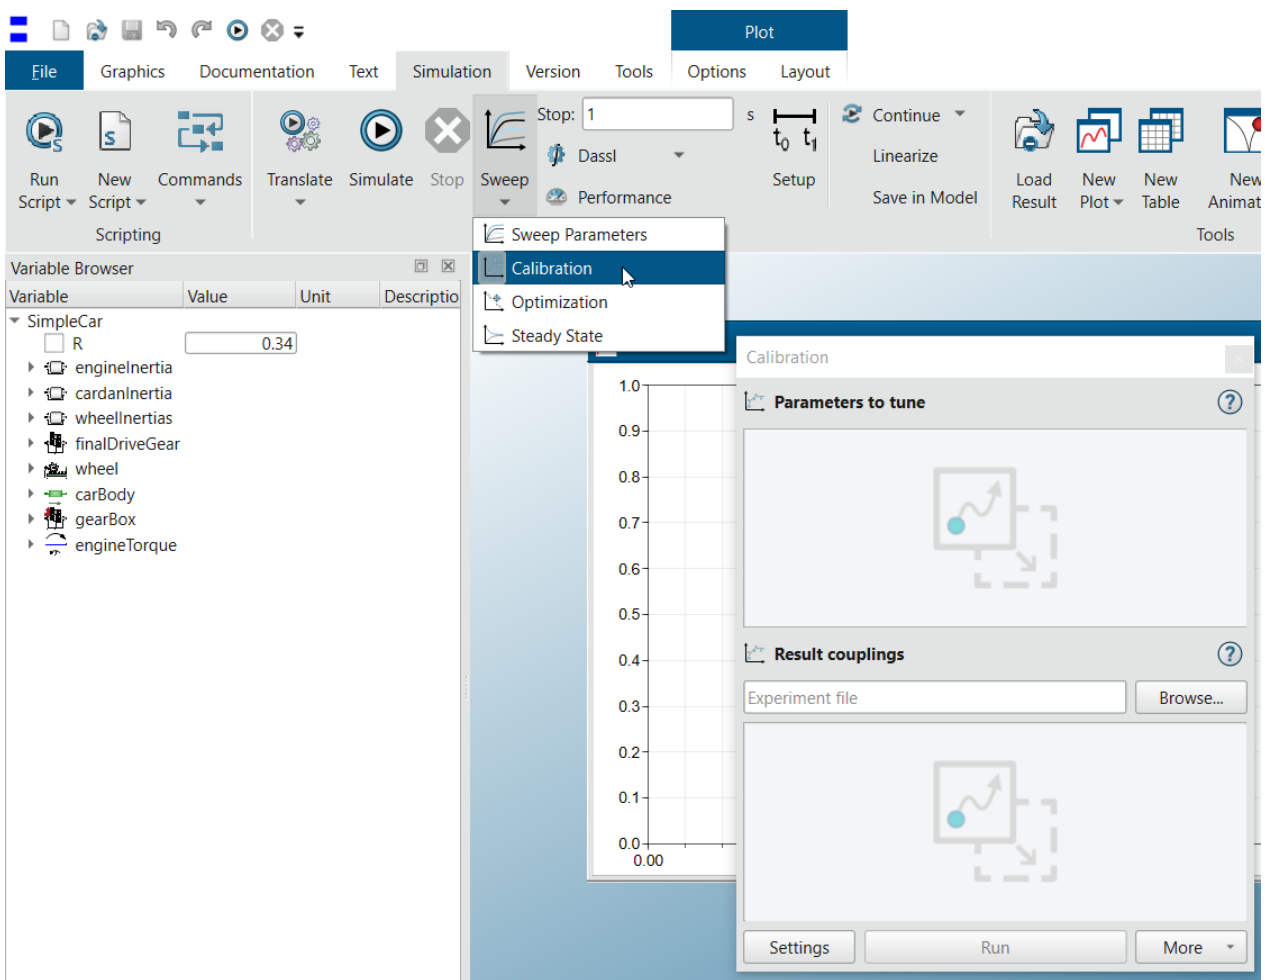 Plot
File Graphics Documentation Text Simulation Version Tools Options Layout
Stop: 1 s
Continue
Dassl
Linearize
Performance
Save in Model
Run Script
New Script
Commands
Translate
Simulate
Stop
Sweep
Setup
t0 t1
Load Result
New Plot
New Table
New Animat
Scripting
Tools
Sweep Parameters
Calibration
Optimization
Steady State
Variable Browser
Variable Value Unit Descriptio
SimpleCar
R 0.34
engineInertia
cardanInertia
wheelInertias
finalDriveGear
wheel
carBody
gearBox
engineTorque
1.0
0.9
0.8
0.7
0.6
0.5
0.4
0.3
0.2
0.1
0.0
0.00
Calibration
Parameters to tune ?
Result couplings ?
Experiment file Browse...
Settings Run More